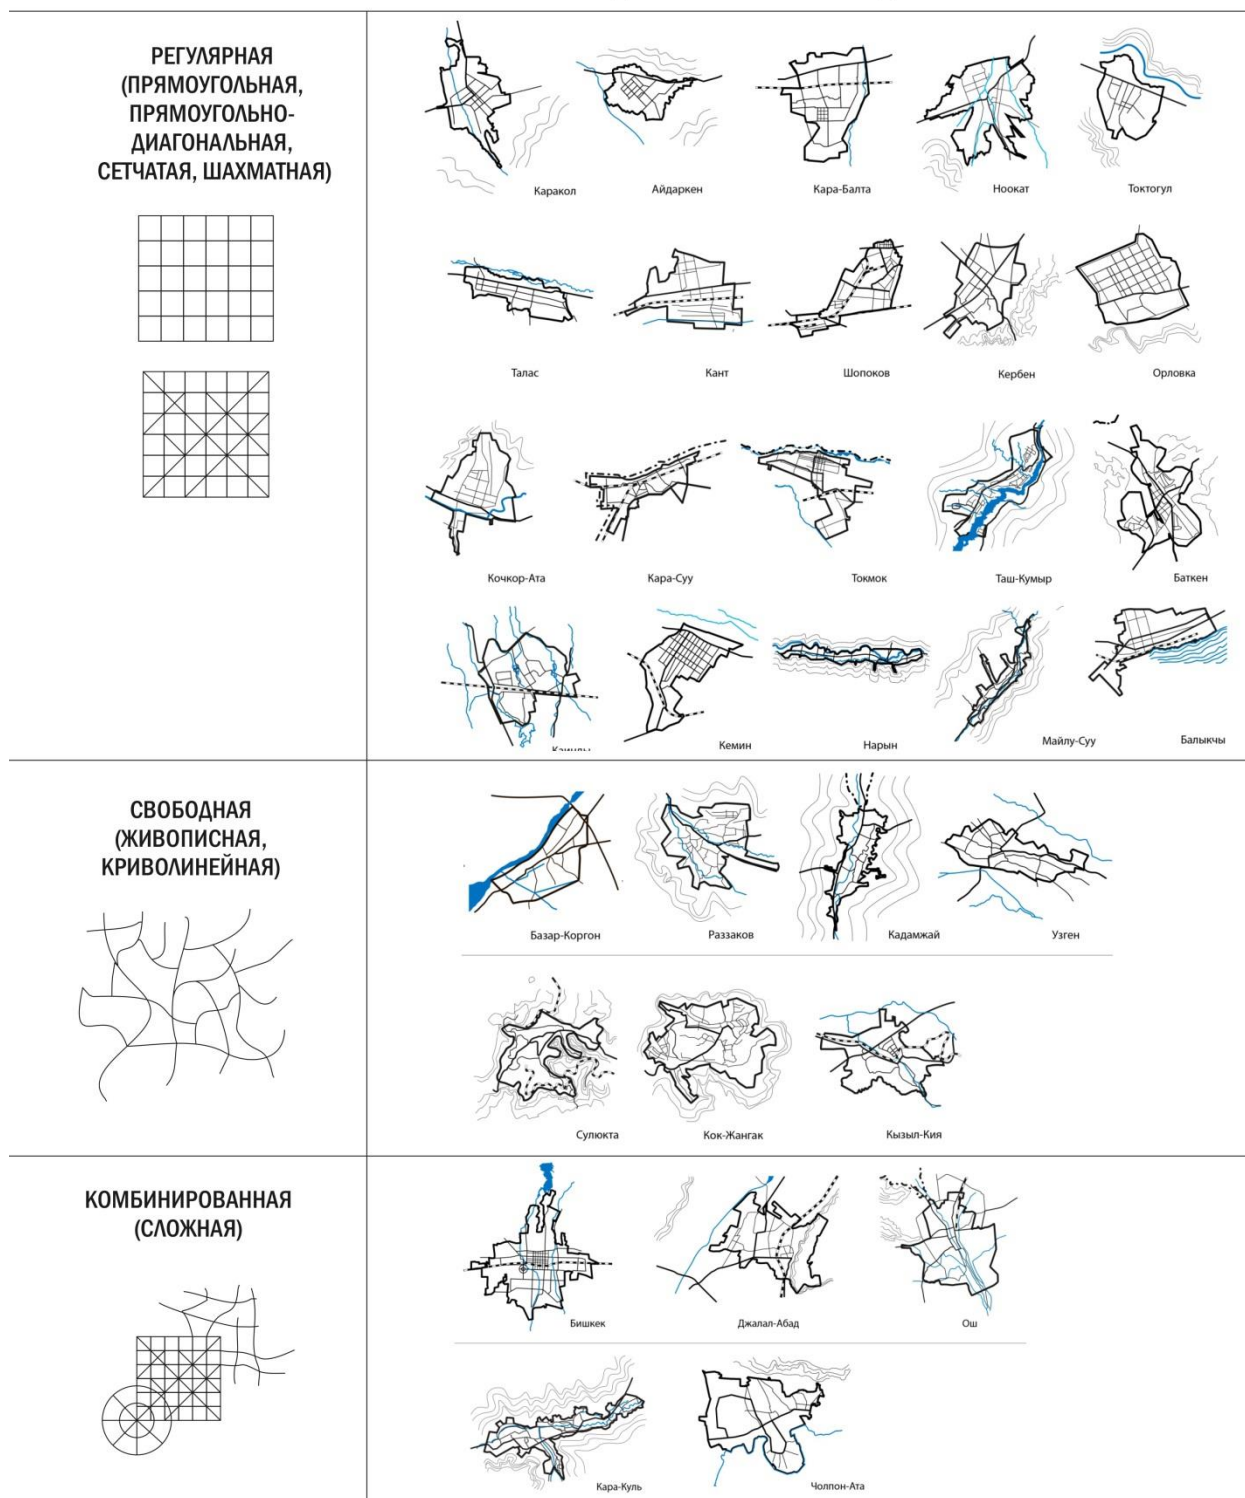 РЕГУЛЯРНАЯ
(ПРЯМОУГОЛЬНАЯ,
ПРЯМОУГОЛЬНО-
ДИАГОНАЛЬНАЯ,
СЕТЧАТАЯ, ШАХМАТНАЯ)
Каракол
Айдаркен
Кара-Балта
Ноокат
Токтогул
Талас
Кант
Шопоков
Кербен
Орловка
Кочкор-Ата
Кара-Суу
Токмок
Таш-Кумыр
Баткен
Каинды
Кемин
Нарын
Майлу-Суу
Балыкчы
СВОБОДНАЯ
(ЖИВОПИСНАЯ,
КРИВОЛИНЕЙНАЯ)
Базар-Коргон
Раззаков
Кадамжай
Узген
Сулюкта
Кок-Жангак
Кызыл-Кия
КОМБИНИРОВАННАЯ
(СЛОЖНАЯ)
Бишкек
Джалал-Абад
Ош
Кара-Куль
Чолпон-Ата